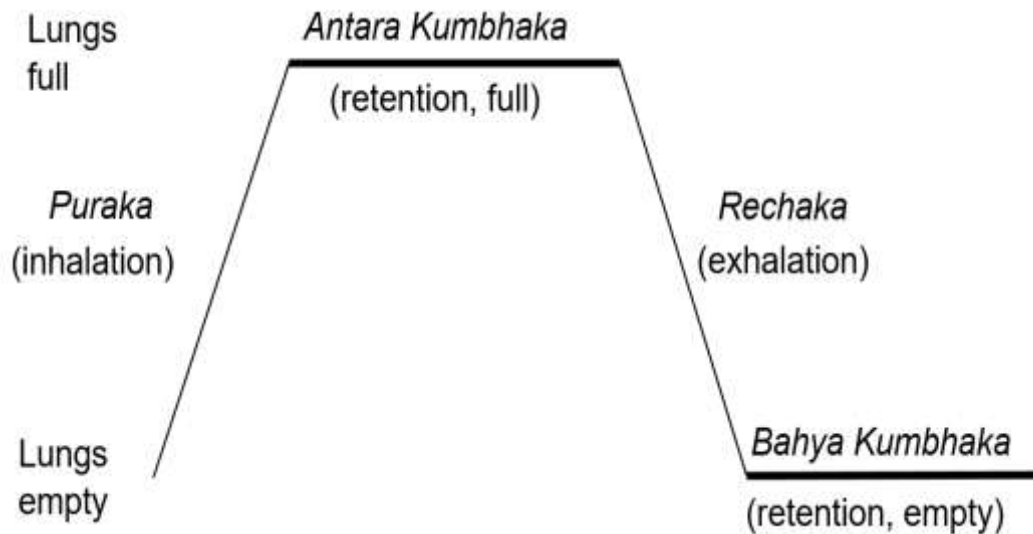 Lungs
full
Antara Kumbhaka
(retention, full)
Puraka
(inhalation)
Rechaka
(exhalation)
Lungs
empty
Bahya Kumbhaka
(retention, empty)